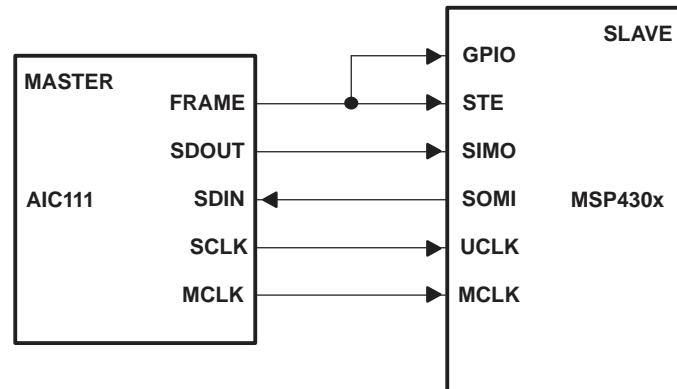 SLAVE
GPIO
MASTER
FRAME STE
SDOUT SIMO
AIC111 SDIN SOMI MSP430x
SCLK UCLK
MCLK MCLK